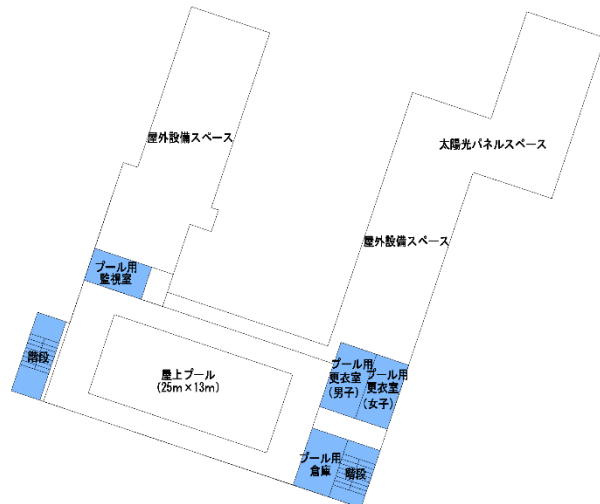 屋外設備スペース
太陽光パネルスペース
屋外設備スペース
プール用
監視室
階段
屋上プール
(25m×13m)
プール用
更衣室
(男子)
プール用
更衣室
(女子)
プール用
倉庫
階段